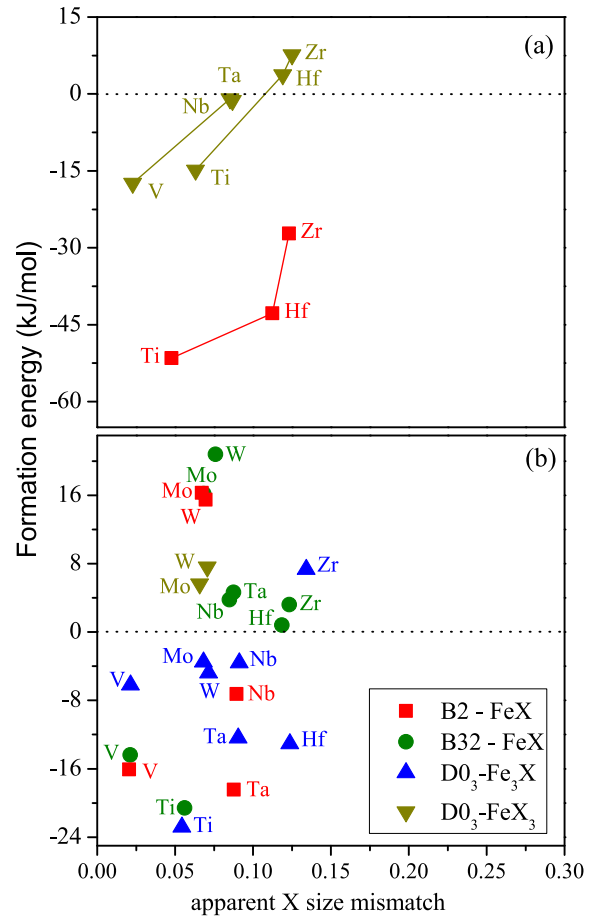 15
0
-15
-30
-45
-60
(a)
Zr
Ta
Hf
Nb
V
Ti
Zr
Hf
Ti
Formation energy (kJ/mol)
(b)
W
Mo
Mo
W
W
Mo
Zr
Ta
Nb
Zr
Hf
Mo
Nb
V
W
Nb
Ta
Hf
V
V
Ta
Ti
Ti
16
8
0
-8
-16
-24
B2 - FeX
B32 - FeX
D0₃-Fe₃X
D0₃-FeX₃
0.00 0.05 0.10 0.15 0.20 0.25 0.30
apparent X size mismatch